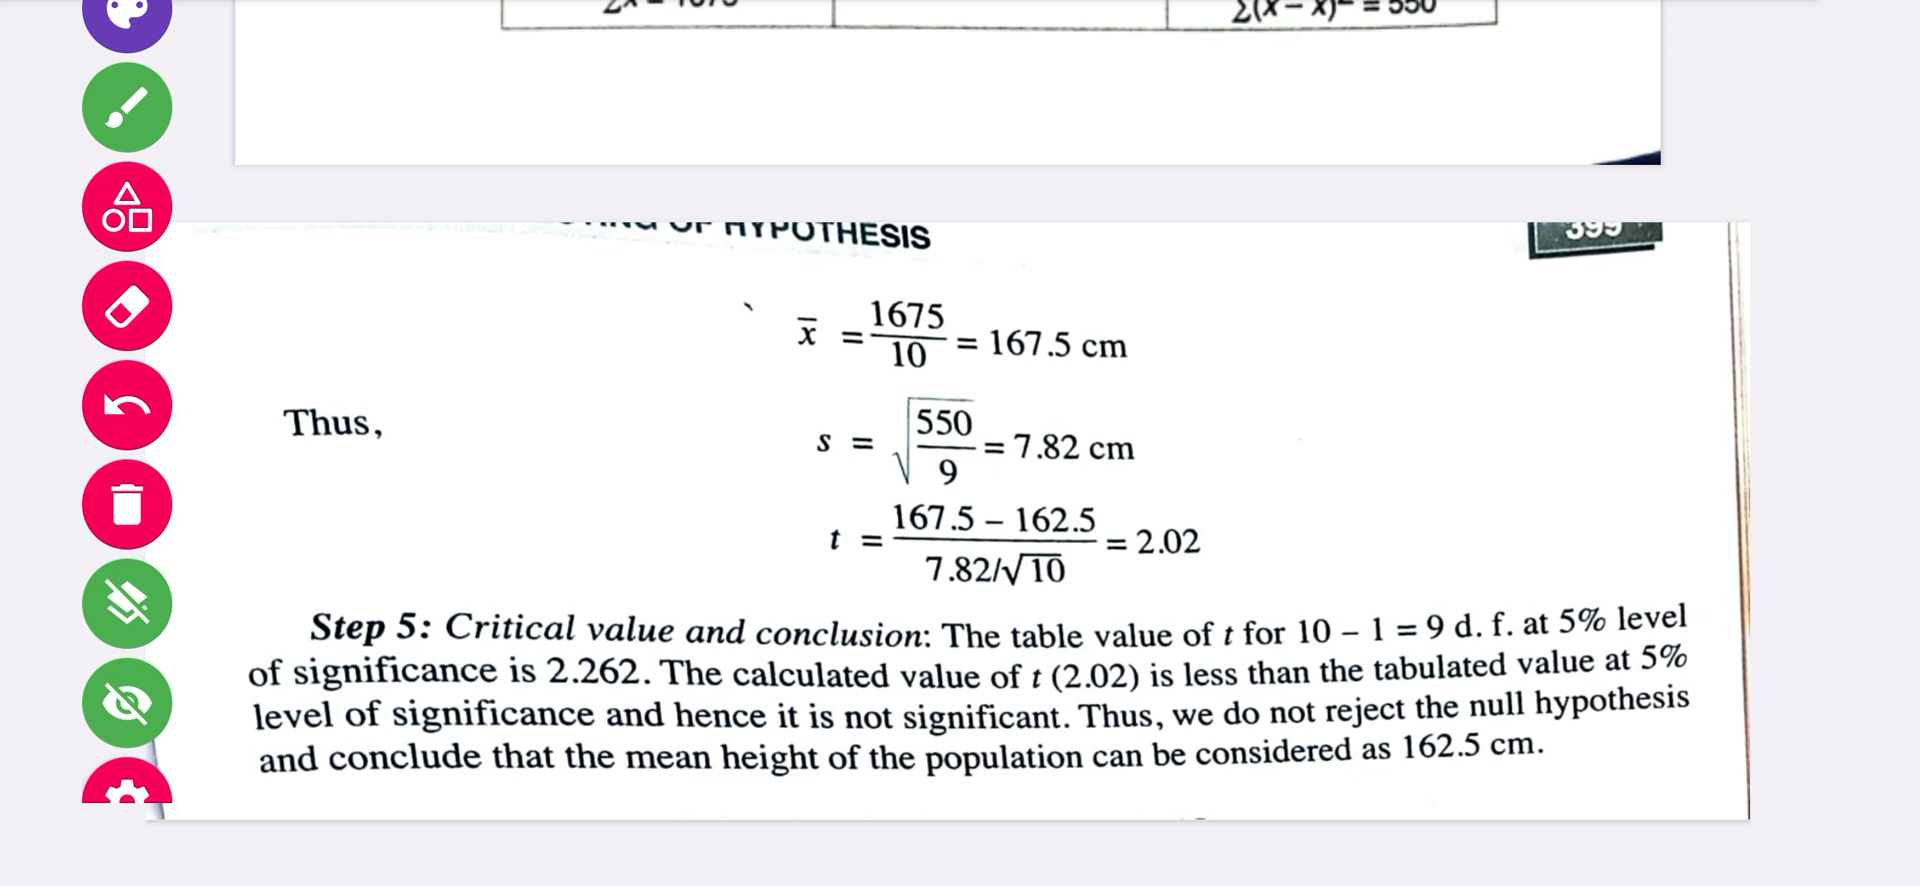 Σ(x – x)² = 550
OF HYPOTHESIS
399
x̄ = 1675/10 = 167.5 cm
Thus,
s = √(550/9) = 7.82 cm
t = (167.5 – 162.5)/(7.82/√10) = 2.02
Step 5: Critical value and conclusion: The table value of t for 10 – 1 = 9 d. f. at 5% level
of significance is 2.262. The calculated value of t (2.02) is less than the tabulated value at 5%
level of significance and hence it is not significant. Thus, we do not reject the null hypothesis
and conclude that the mean height of the population can be considered as 162.5 cm.